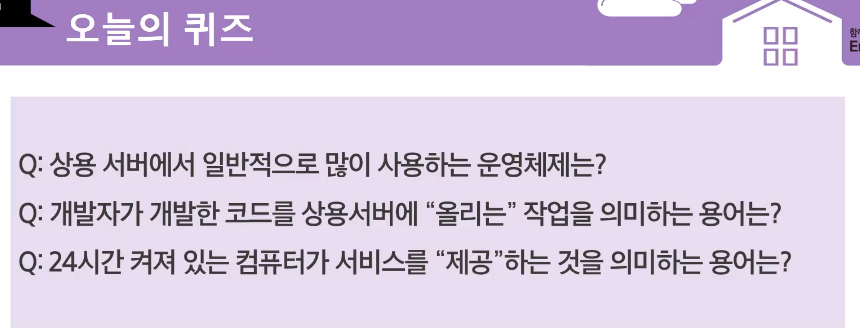 오늘의 퀴즈
Q: 상용 서버에서 일반적으로 많이 사용하는 운영체제는?
Q: 개발자가 개발한 코드를 상용서버에 “올리는” 작업을 의미하는 용어는?
Q: 24시간 켜져 있는 컴퓨터가 서비스를 “제공”하는 것을 의미하는 용어는?